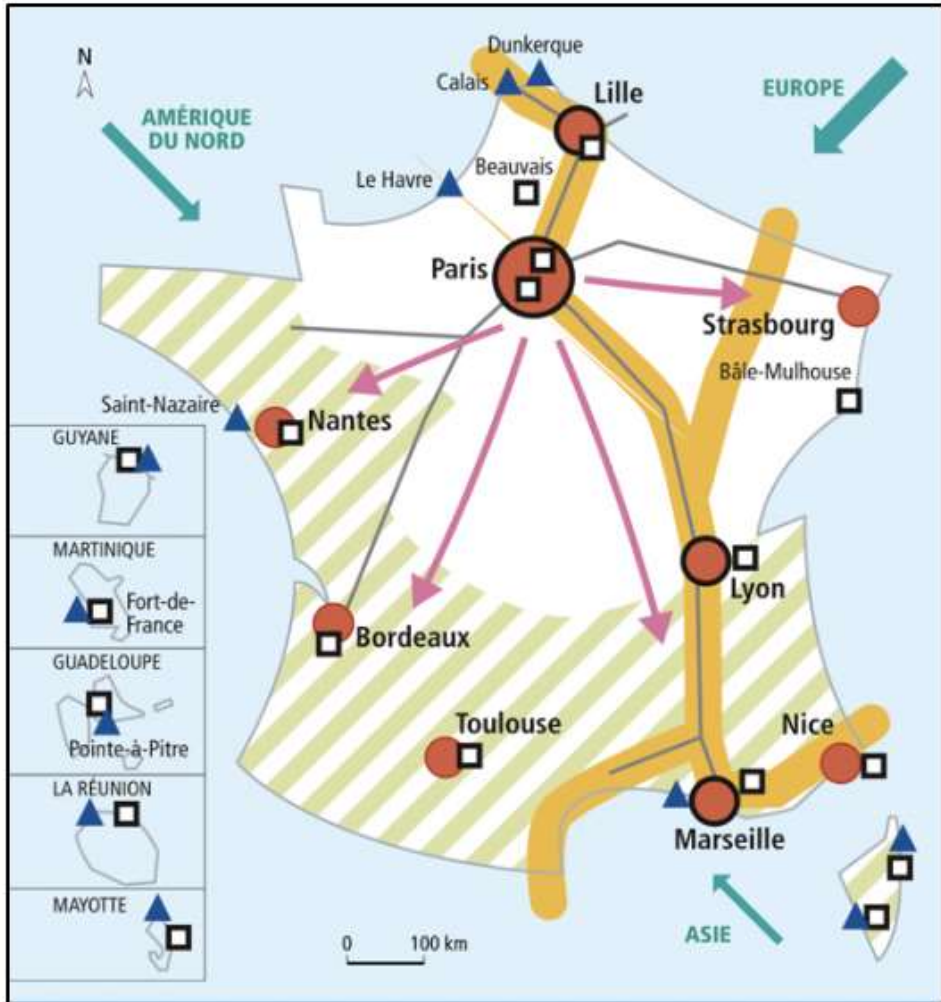 N
AMÉRIQUE
DU NORD
EUROPE
Dunkerque
Calais
Lille
Beauvais
Le Havre
Paris
Strasbourg
Bâle-Mulhouse
Saint-Nazaire
Nantes
GUYANE
MARTINIQUE
Fort-de-
France
Lyon
Bordeaux
GUADELOUPE
Pointe-à-Pitre
Toulouse
Nice
LA RÉUNION
Marseille
MAYOTTE
ASIE
0 100 km